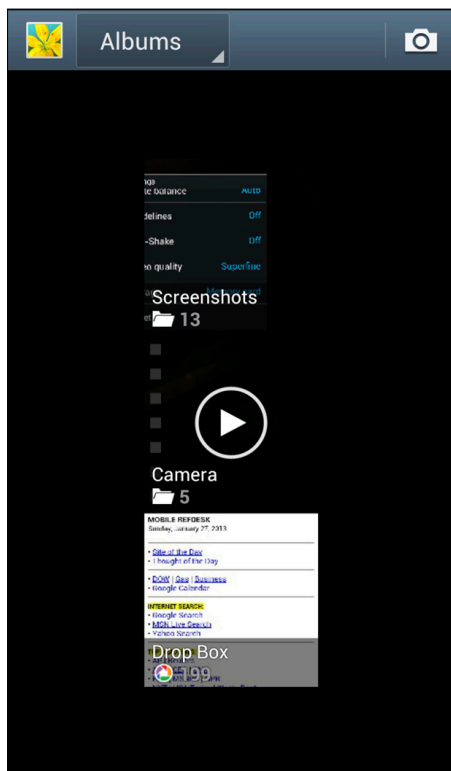 Albums
te balance Auto
delines Off
-Shake Off
eo quality Superfine
Screenshots
13
Camera
5
MOBILE REFDESK
Sunday, January 27, 2013
• Site of the Day
• Thought of the Day
• DOW | Gas | Business
• Google Calendar
INTERNET SEARCH:
• Google Search
• MSN Live Search
• Yahoo Search
Drop Box
199